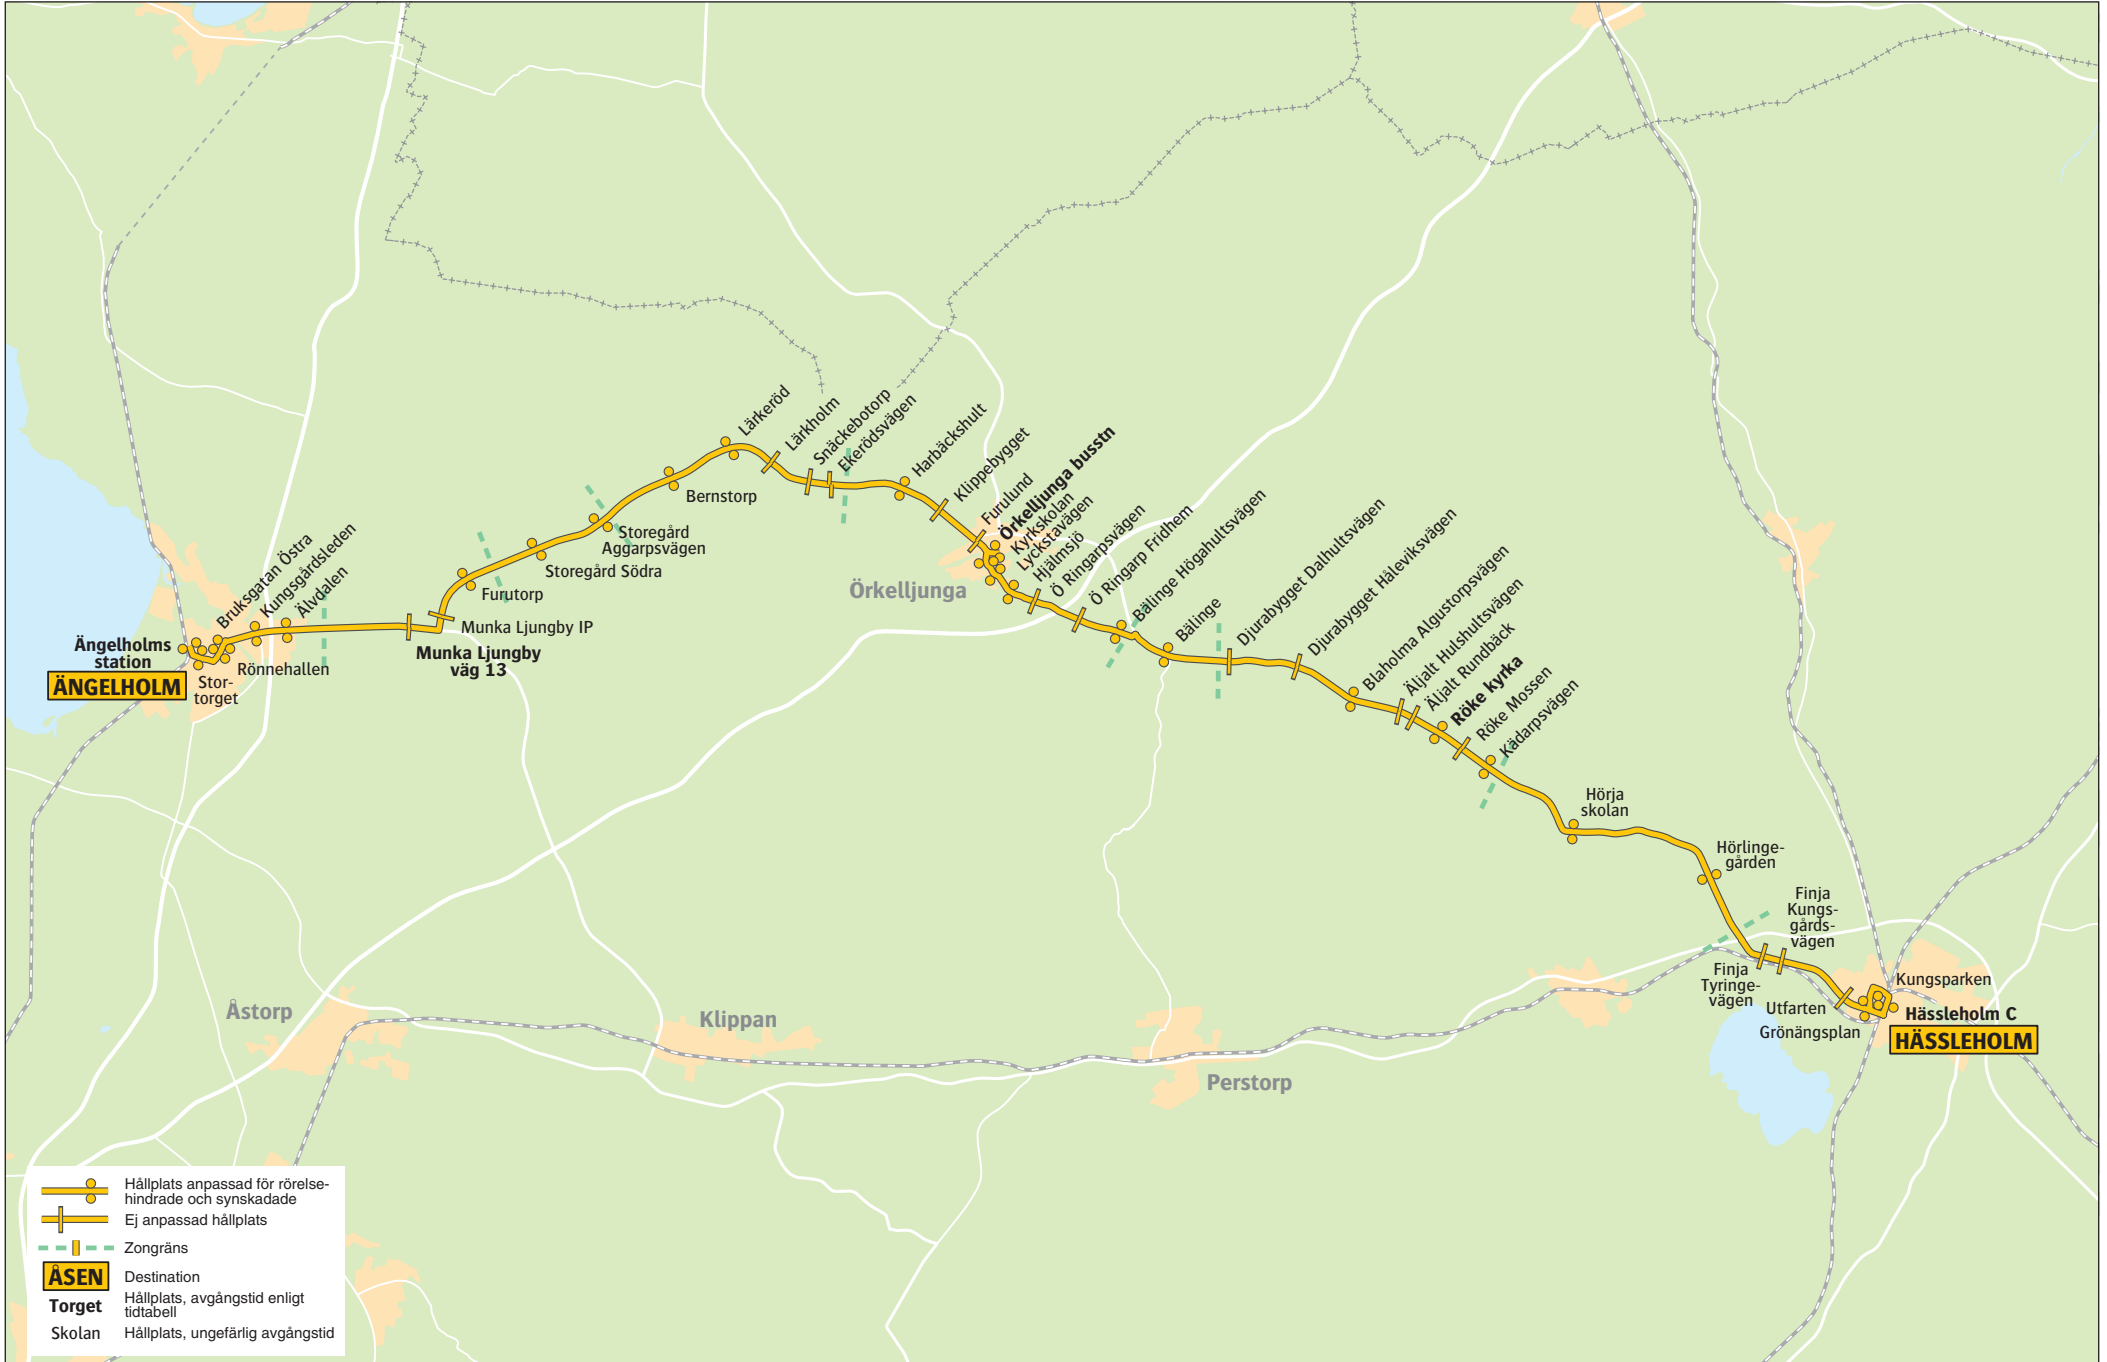 Ängelholms
station
ÄNGELHOLM
Stor-
torget
Bruksgatan Östra
Rönnehallen
Kungsgårdsleden
Älvdalen
Munka Ljungby
väg 13
Munka Ljungby IP
Furutorp
Storegård Södra
Storegård
Aggarpsvägen
Bernstorp
Lärkeröd
Lärkholm
Snäckebotorp
Ekerödsvägen
Harbäckshult
Klippebygget
Furulund
Örkelljunga busstn
Kyrkskolan
Lyckstavägen
Hjälmsjö
Ö Ringarpsvägen
Ö Ringarp Fridhem
Bälinge Högahultsvägen
Bälinge
Djurabygget Dalhultsvägen
Djurabygget Håleviksvägen
Blaholma Algustorpsvägen
Äljalt Hulshultsvägen
Äljalt Rundbäck
Röke kyrka
Röke Mossen
Kädarpsvägen
Hörja
skolan
Hörlinge-
gården
Finja
Kungs-
gårds-
vägen
Finja
Tyringe-
vägen
Utfarten
Grönängsplan
Kungsparken
Hässleholm C
HÄSSLEHOLM
Örkelljunga
Åstorp
Klippan
Perstorp
Hållplats anpassad för rörelse-
hindrade och synskadade
Ej anpassad hållplats
Zongräns
ÅSEN Destination
Torget Hållplats, avgångstid enligt
tidtabell
Skolan Hållplats, ungefärlig avgångstid